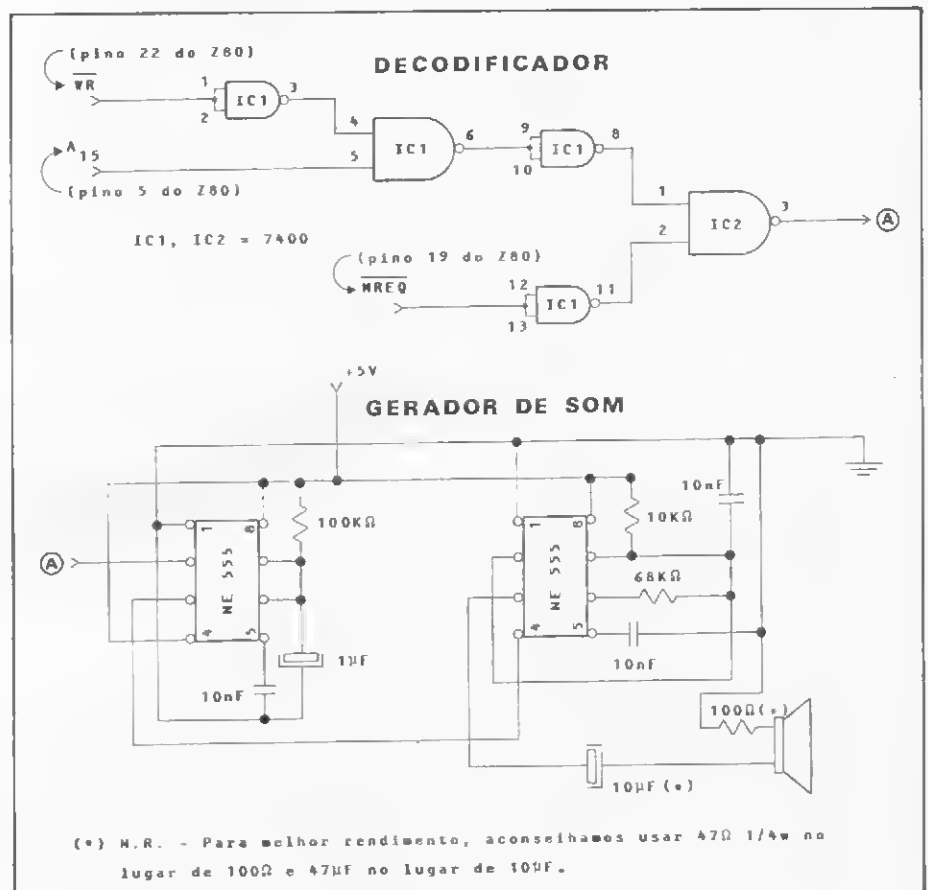 (pino 22 do Z80)
DECODIFICADOR
WR
1
2
3
IC1
4
5
6
IC1
9
10
8
IC1
A15
(pino 5 do Z80)
1
2
3
IC2
A
IC1, IC2 = 7400
(pino 19 do Z80)
MREQ
12
13
11
IC1
+5V
GERADOR DE SOM
A
1
8
NE 555
4
5
100KΩ
1µF
10nF
1
8
NE 555
4
5
10KΩ
10nF
68KΩ
10nF
100Ω(*)
10µF(*)
(*) N.R. - Para melhor rendimento, aconselhamos usar 47Ω 1/4w no
lugar de 100Ω e 47µF no lugar de 10µF.